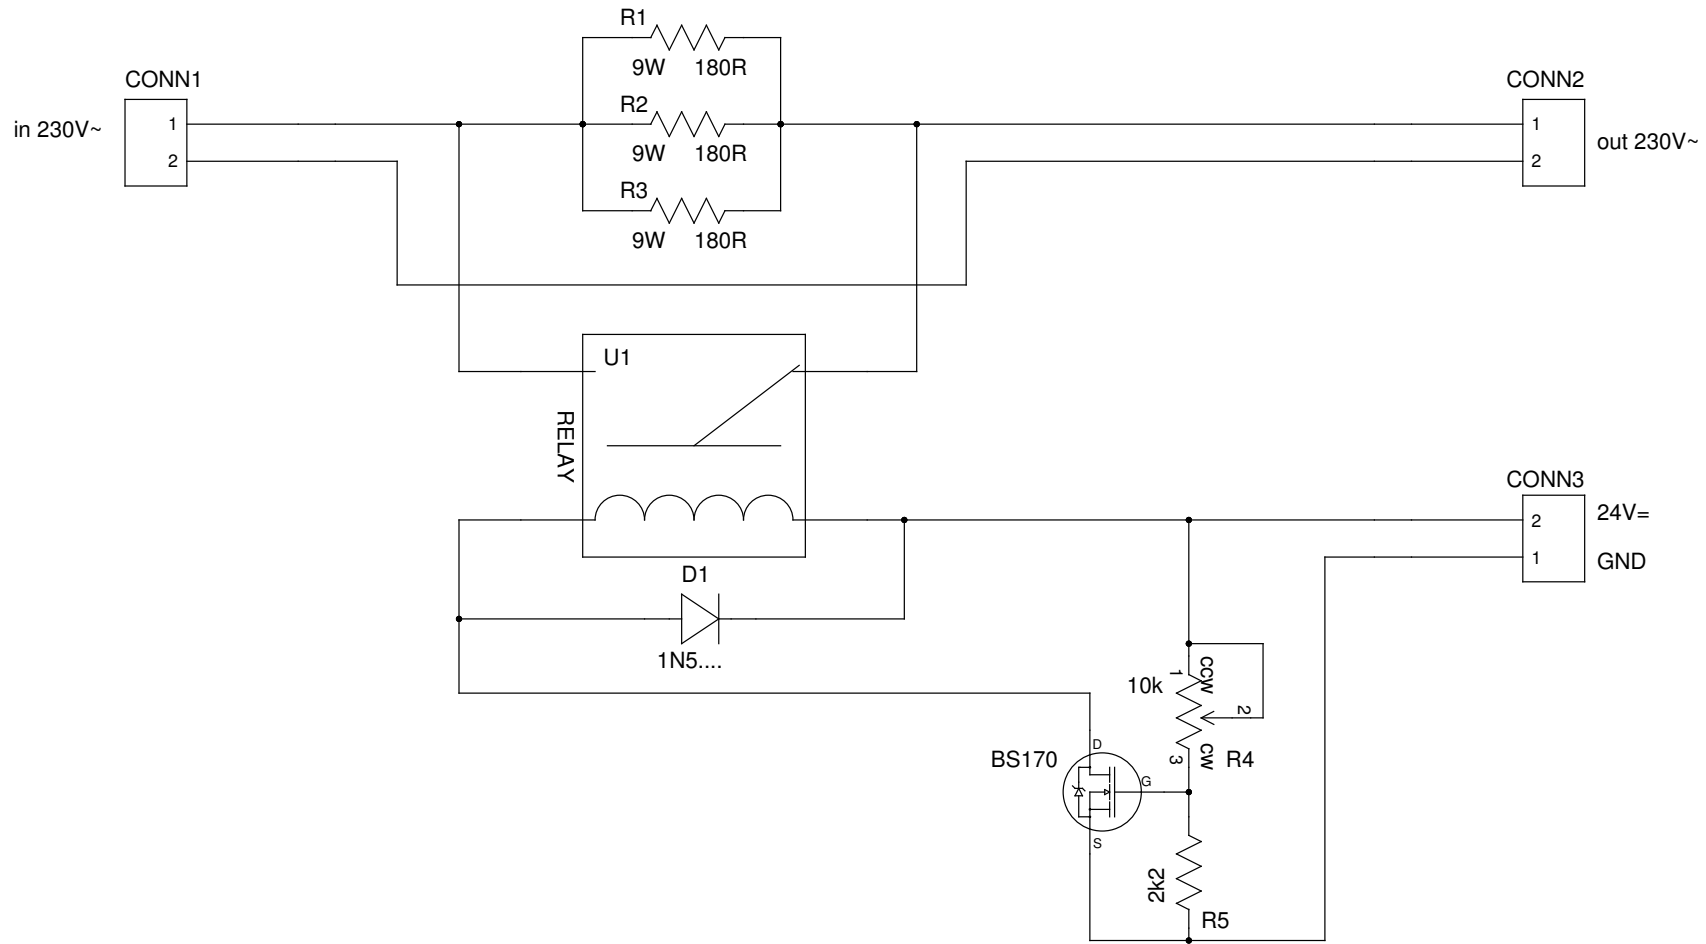 R1
9W 180R
CONN1
CONN2
in 230V~
1
2
R2
9W 180R
1
2
out 230V~
R3
9W 180R
U1
RELAY
CONN3
2
1
24V=
GND
D1
1N5....
10k
1
CCW
2
3
CW
R4
BS170
D
G
S
2k2
R5